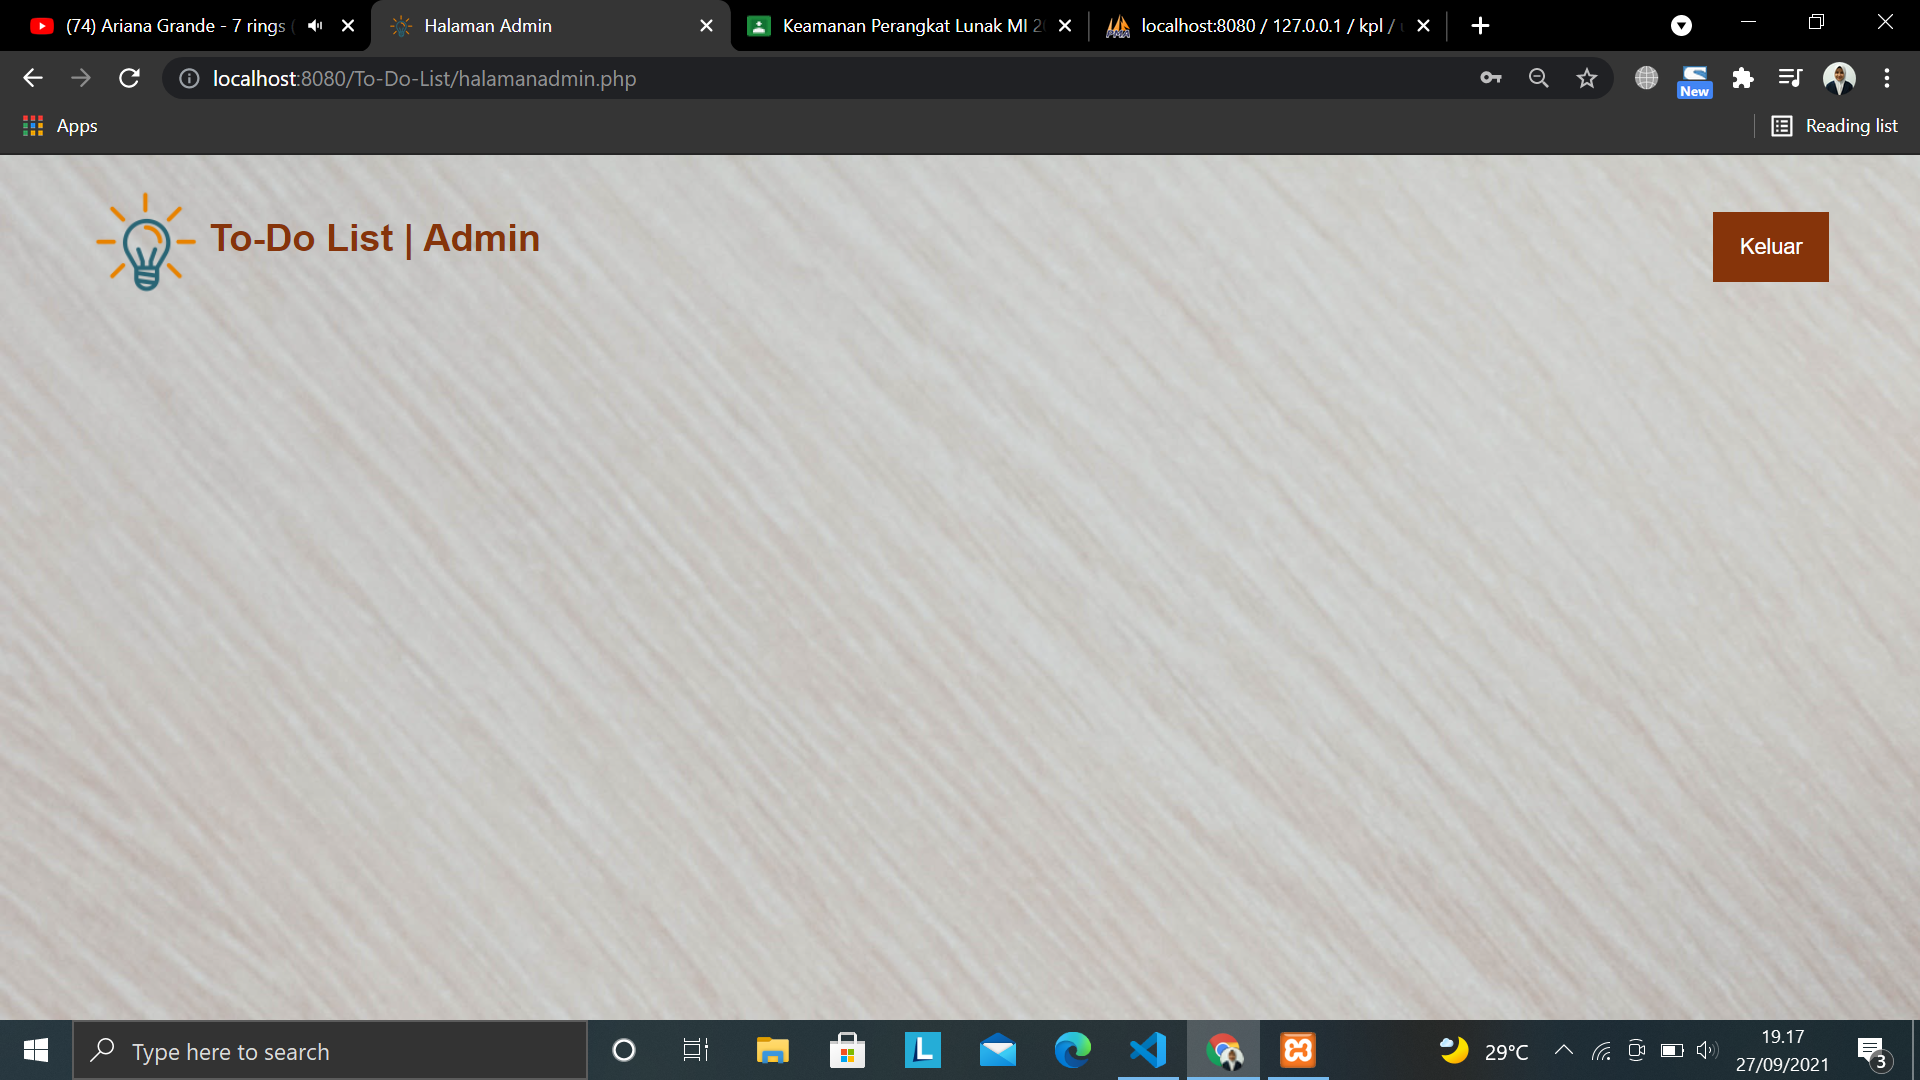 (74) Ariana Grande - 7 rings
Halaman Admin
Keamanan Perangkat Lunak MI
localhost:8080 / 127.0.0.1 / kpl /
localhost:8080/To-Do-List/halamanadmin.php
New
Apps
Reading list
To-Do List | Admin
Keluar
Type here to search
29°C
19.17
27/09/2021
3